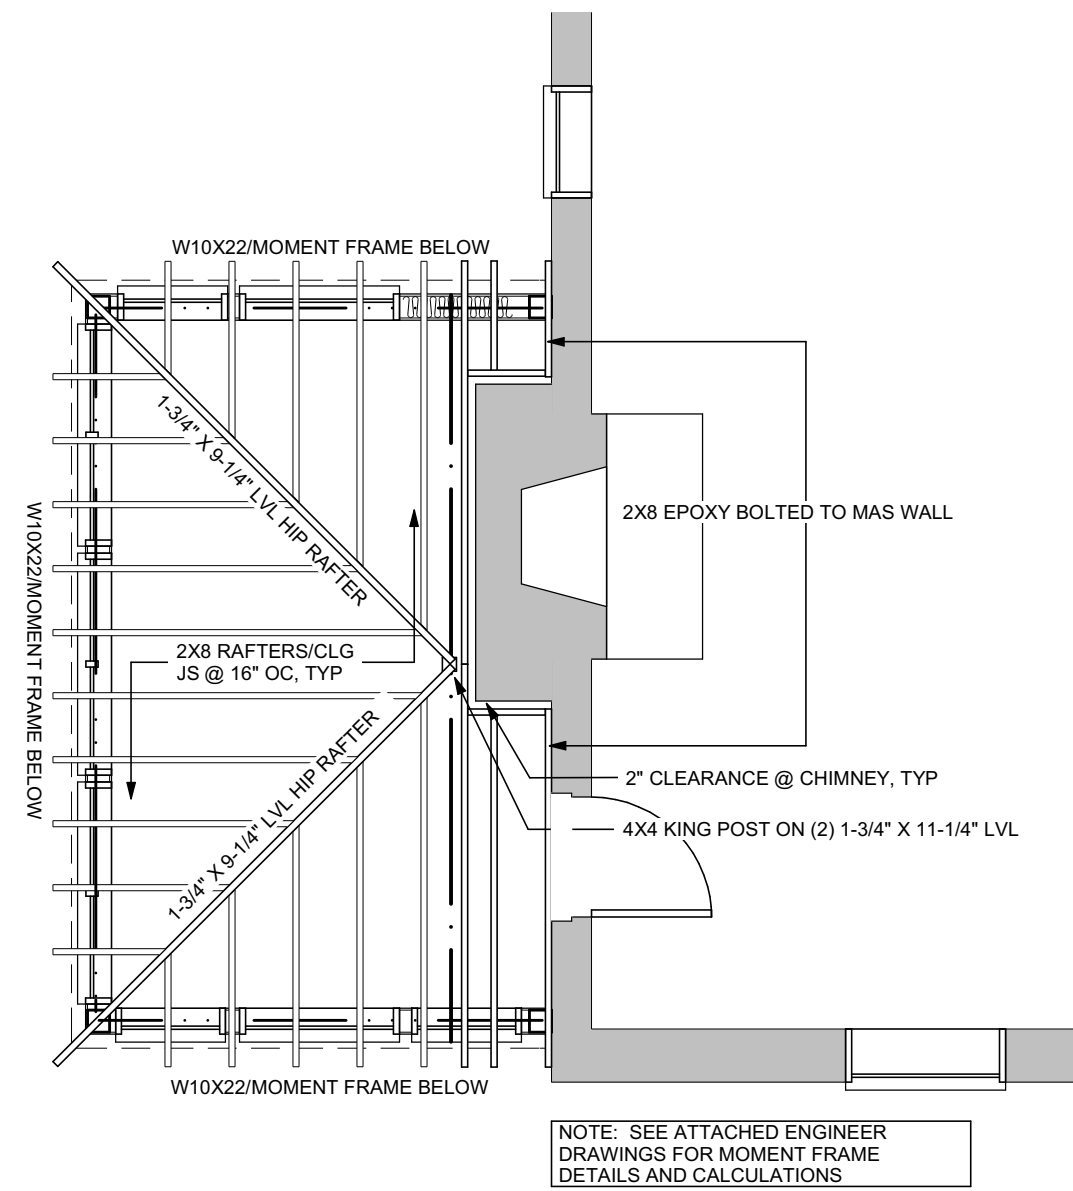 W10X22/MOMENT FRAME BELOW
1-3/4" X 9-1/4" LVL HIP RAFTER
2X8 EPOXY BOLTED TO MAS WALL
W10X22/MOMENT FRAME BELOW
2X8 RAFTERS/CLG
JS @ 16" OC, TYP
1-3/4" X 9-1/4" LVL HIP RAFTER
2" CLEARANCE @ CHIMNEY, TYP
4X4 KING POST ON (2) 1-3/4" X 11-1/4" LVL
W10X22/MOMENT FRAME BELOW
NOTE: SEE ATTACHED ENGINEER
DRAWINGS FOR MOMENT FRAME
DETAILS AND CALCULATIONS